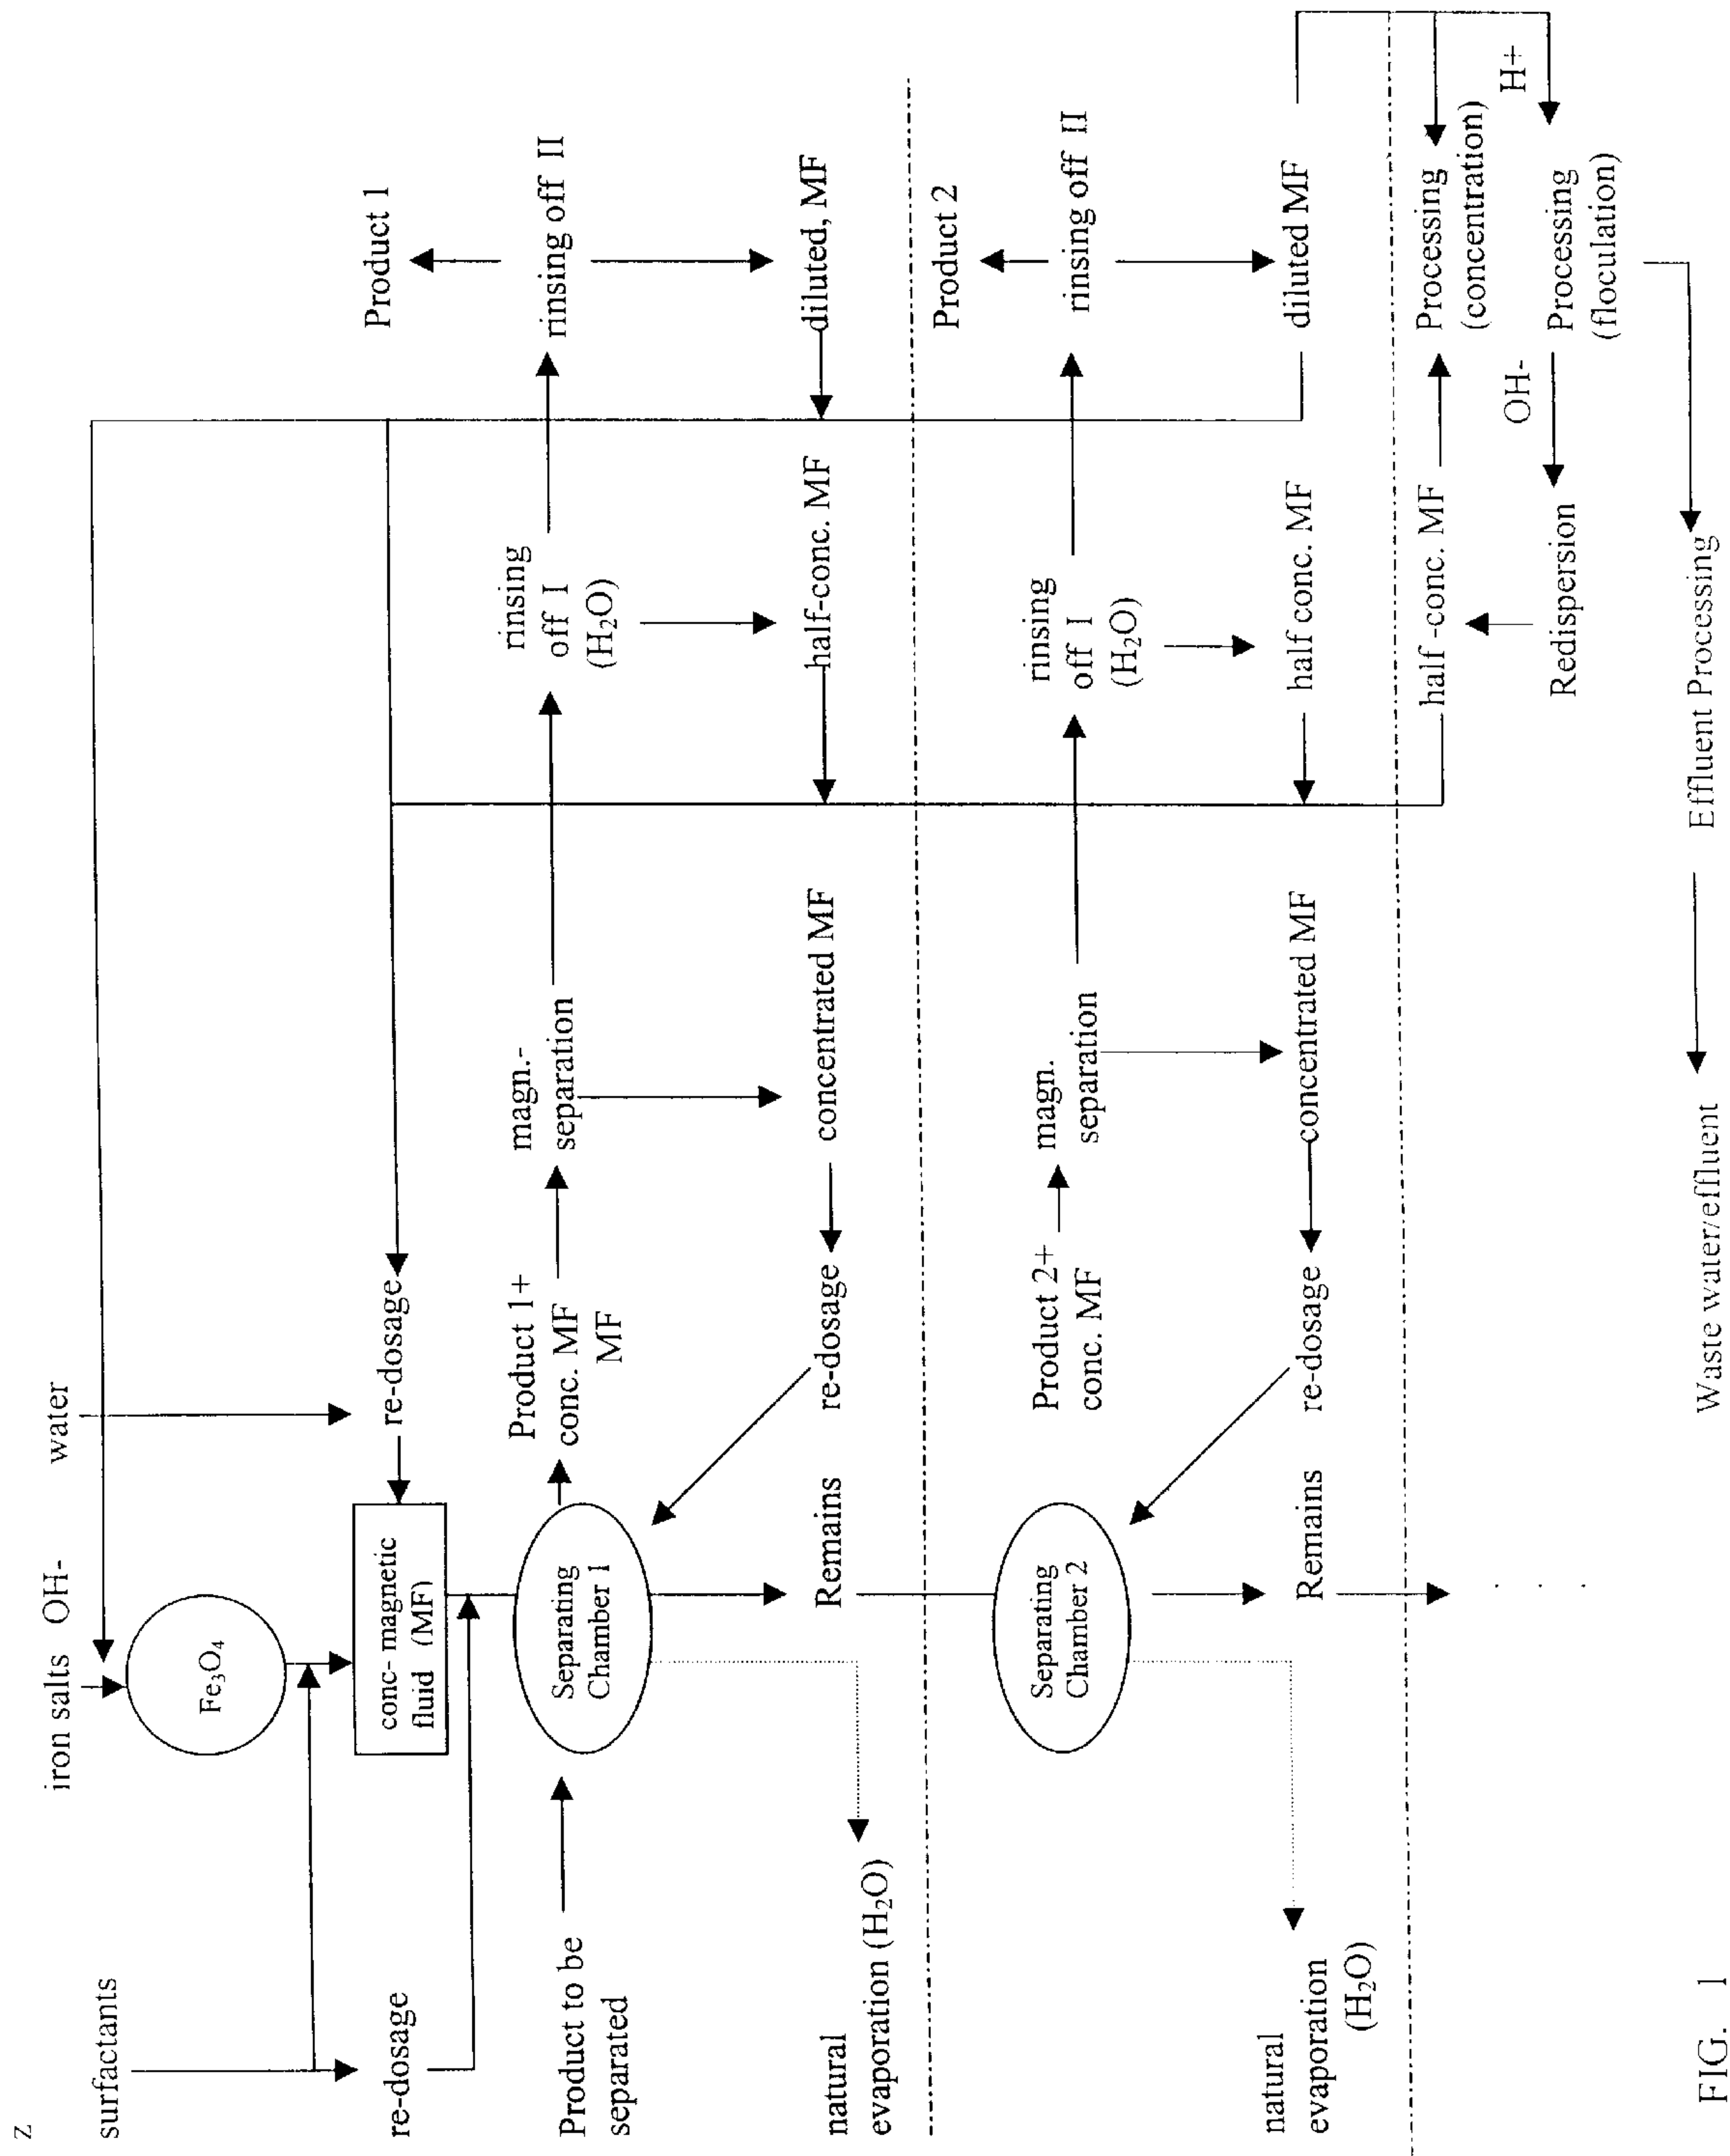 z
surfactants
iron salts OH-
water
Fe₃O₄
re-dosage
conc- magnetic
fluid (MF)
re-dosage
Product 1
Product to be
separated
Separating
Chamber 1
Product 1+
conc. MF
MF
magn.-
separation
rinsing
off I
(H₂O)
rinsing off II
natural
evaporation (H₂O)
Remains
re-dosage
concentrated MF
half-conc. MF
diluted, MF
Product 2
Separating
Chamber 2
Product 2+
conc. MF
magn.
separation
rinsing
off I
(H₂O)
rinsing off II
natural
evaporation
(H₂O)
Remains
re-dosage
concentrated MF
half conc. MF
diluted MF
half -conc. MF
Processing
(concentration)
H+
OH-
Redispersion
Processing
(floculation)
Waste water/effluent
Effluent Processing
FIG. 1